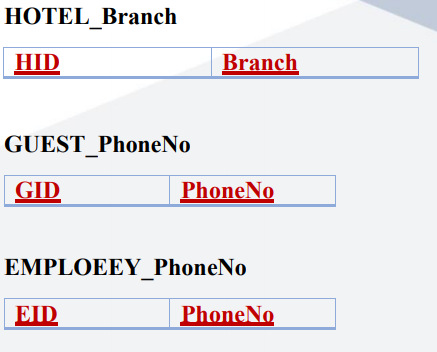 HOTEL_Branch
HID Branch
GUEST_PhoneNo
GID PhoneNo
EMPLOEEY_PhoneNo
EID PhoneNo